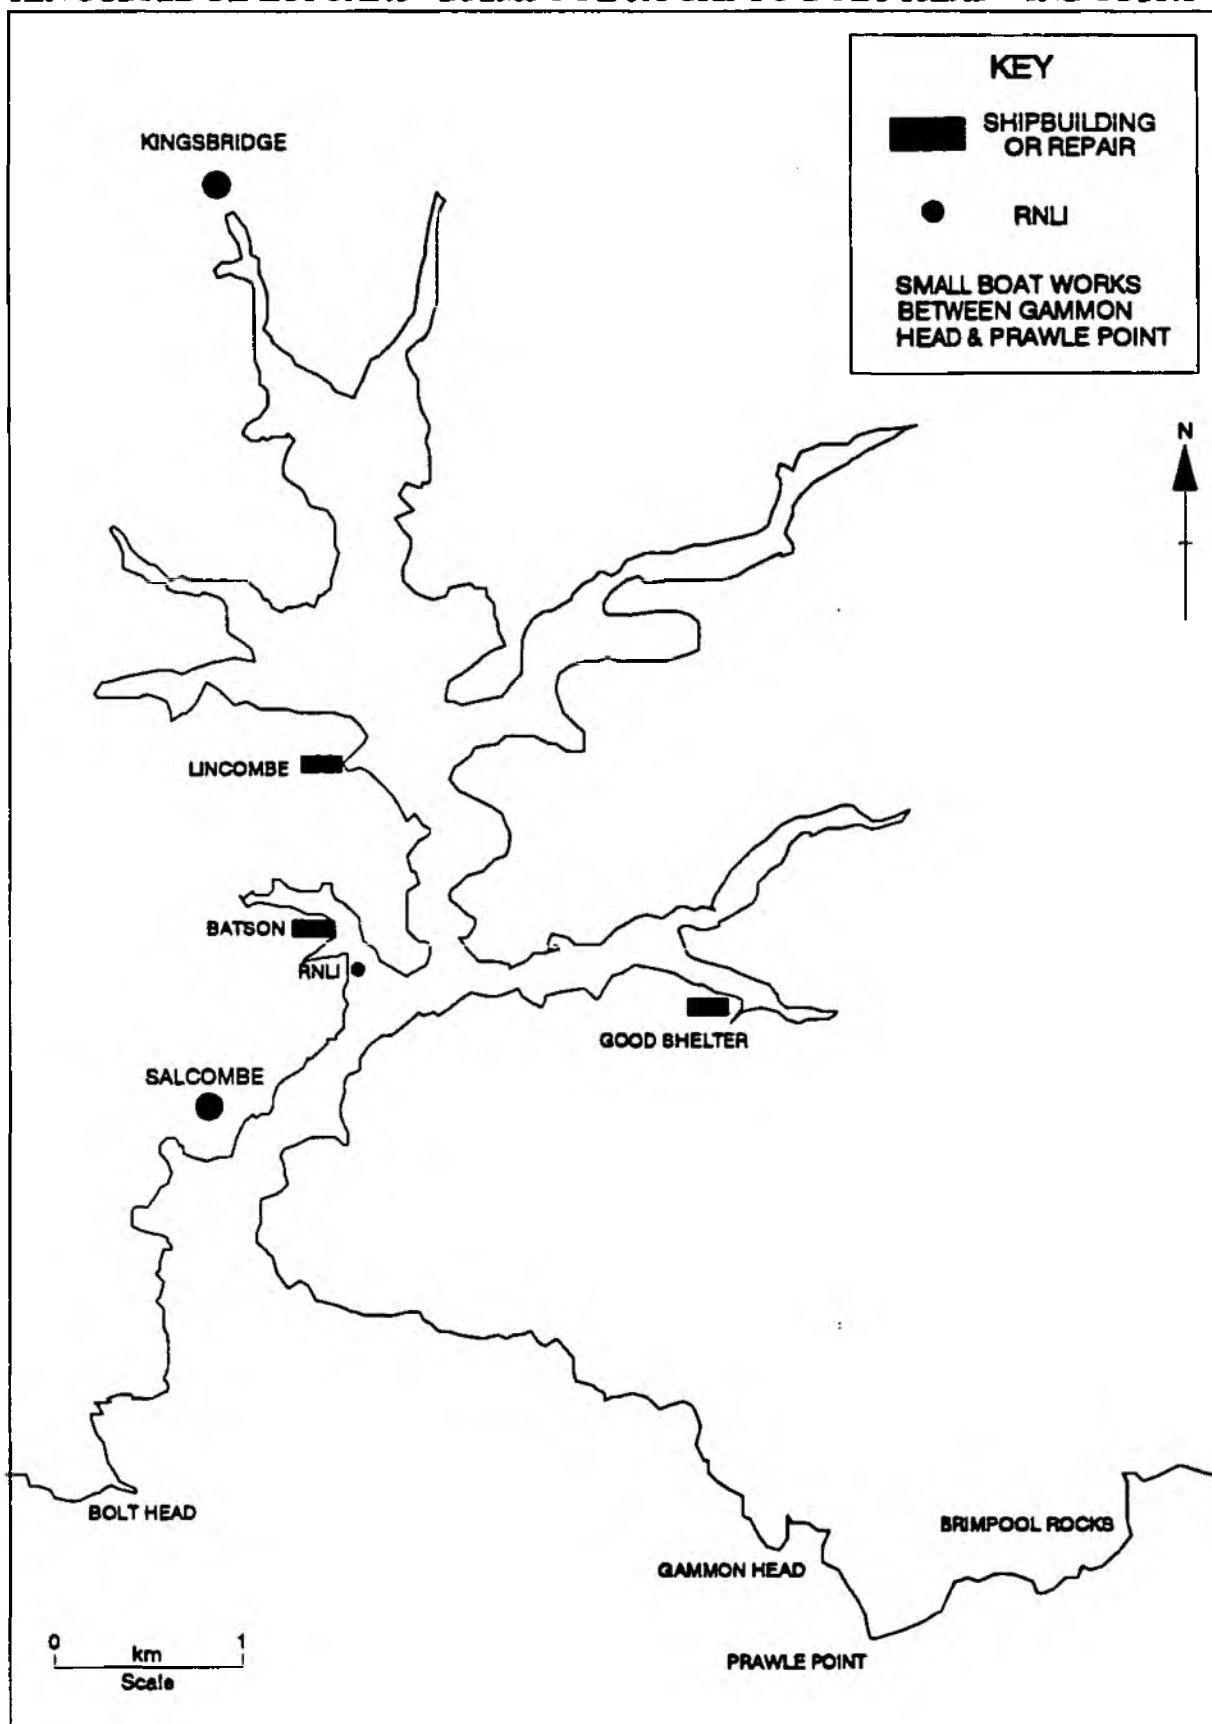 KEY
SHIPBUILDING
OR REPAIR
RNLI
SMALL BOAT WORKS
BETWEEN GAMMON
HEAD & PRAWLE POINT
N
KINGSBRIDGE
LINCOMBE
BATSON
RNLI
GOOD SHELTER
SALCOMBE
BOLT HEAD
BRIMPOOL ROCKS
GAMMON HEAD
PRAWLE POINT
0 1
km
Scale